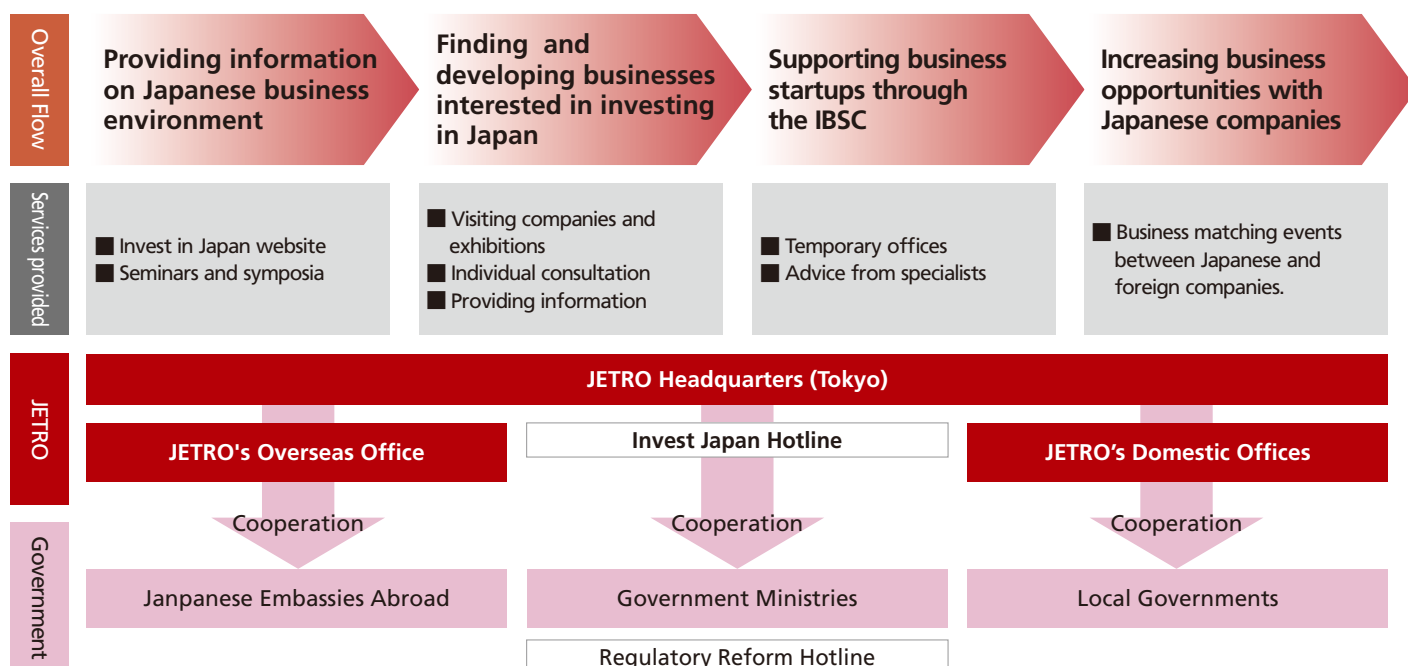 Overall Flow
Providing information
on Japanese business
environment
Finding and
developing businesses
interested in investing
in Japan
Supporting business
startups through
the IBSC
Increasing business
opportunities with
Japanese companies
Services provided
■ Invest in Japan website
■ Seminars and symposia
■ Visiting companies and
exhibitions
■ Individual consultation
■ Providing information
■ Temporary offices
■ Advice from specialists
■ Business matching events
between Japanese and
foreign companies.
JETRO
JETRO Headquarters (Tokyo)
JETRO's Overseas Office
Invest Japan Hotline
JETRO’s Domestic Offices
Cooperation
Cooperation
Cooperation
Government
Janpanese Embassies Abroad
Government Ministries
Local Governments
Regulatory Reform Hotline